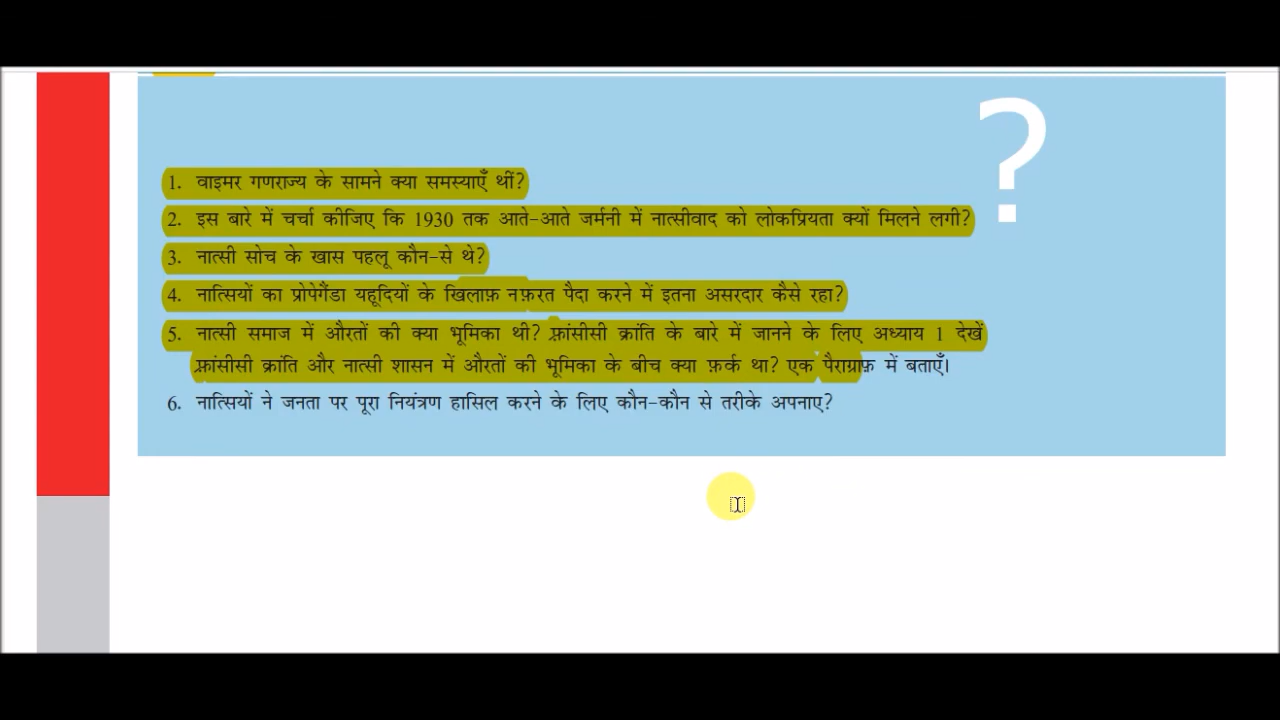 ?
1. वाइमर गणराज्य के सामने क्या समस्याएँ थीं?
2. इस बारे में चर्चा कीजिए कि 1930 तक आते-आते जर्मनी में नात्सीवाद को लोकप्रियता क्यों मिलने लगी?
3. नात्सी सोच के खास पहलू कौन-से थे?
4. नात्सियों का प्रोपेगैंडा यहूदियों के खिलाफ़ नफ़रत पैदा करने में इतना असरदार कैसे रहा?
5. नात्सी समाज में औरतों की क्या भूमिका थी? फ़्रांसीसी क्रांति के बारे में जानने के लिए अध्याय 1 देखें
फ़्रांसीसी क्रांति और नात्सी शासन में औरतों की भूमिका के बीच क्या फ़र्क था? एक पैराग्राफ़ में बताएँ।
6. नात्सियों ने जनता पर पूरा नियंत्रण हासिल करने के लिए कौन-कौन से तरीके अपनाए?